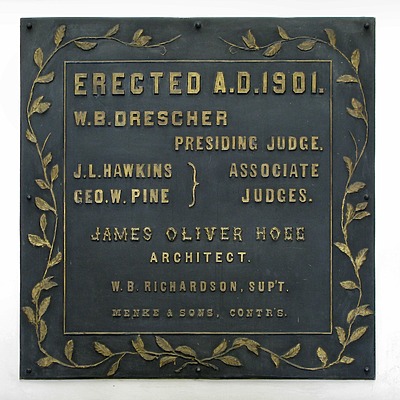 ERECTED A.D.1901.
W.B.DRESCHER
PRESIDING JUDGE.
J.L.HAWKINS } ASSOCIATE
GEO.W. PINE } JUDGES.
JAMES OLIVER HOGG
ARCHITECT.
W.B. RICHARDSON, SUP'T.
MENKE & SONS, CONTR'S.